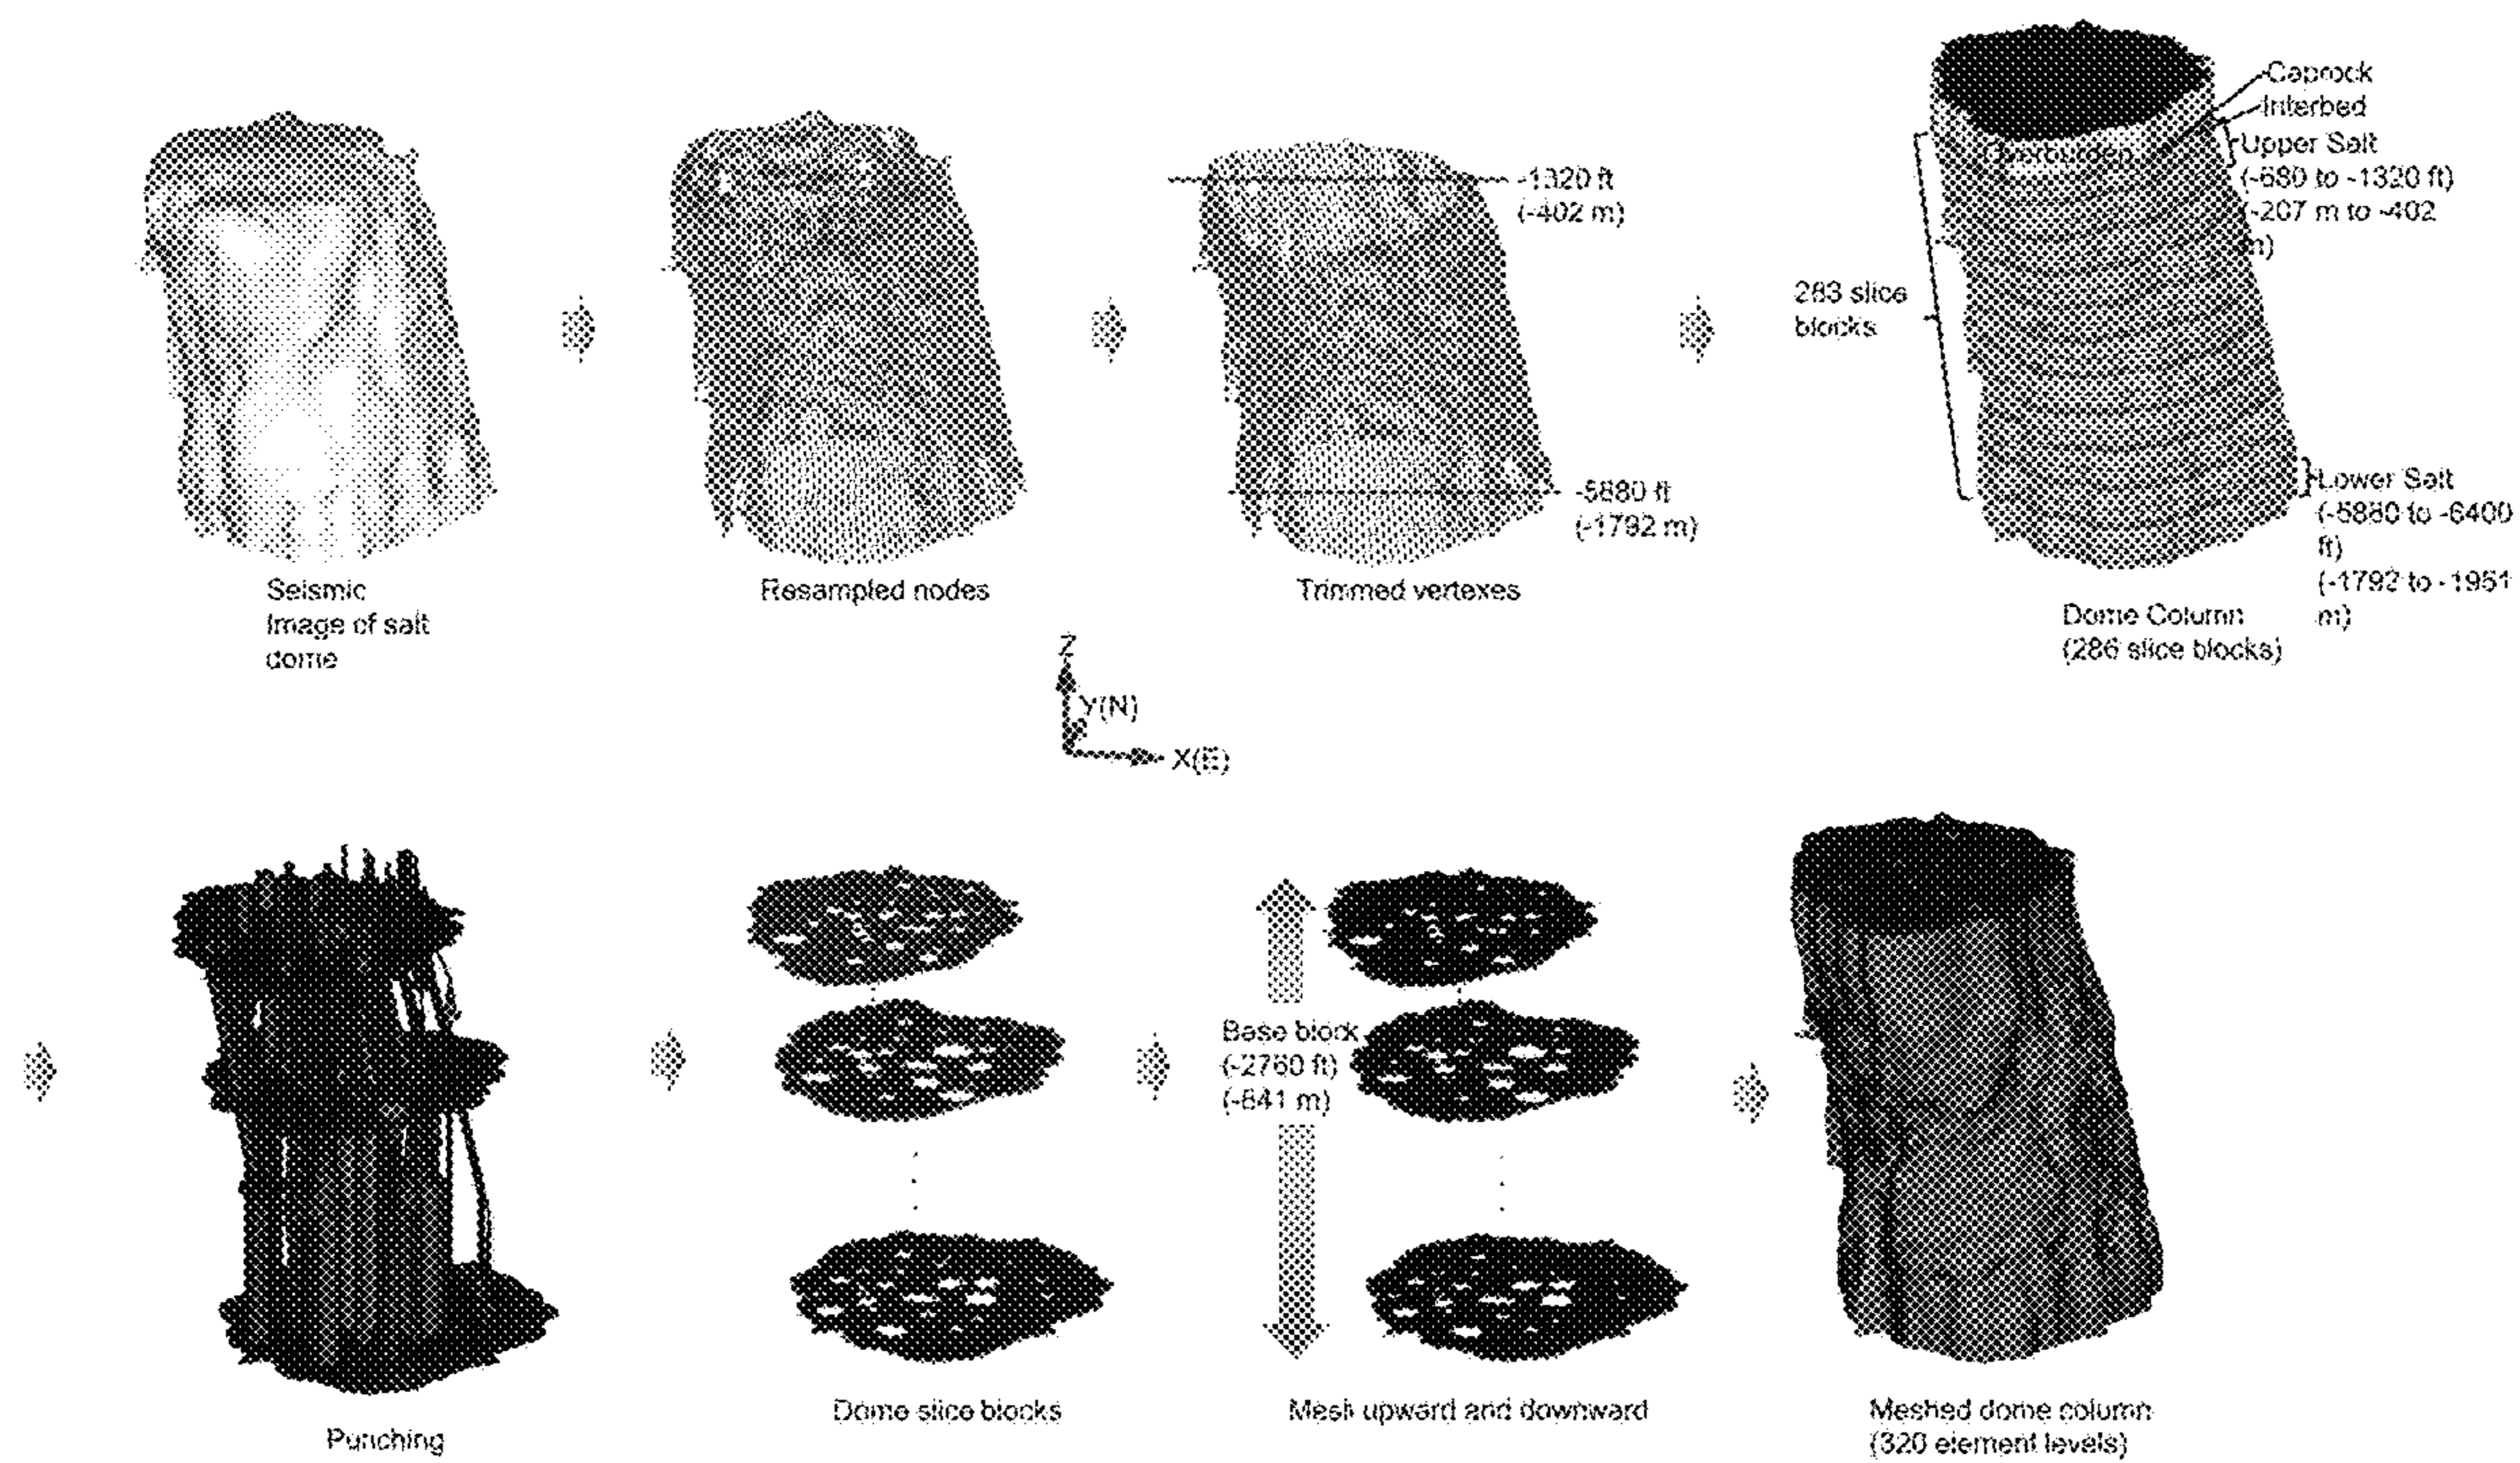 Seismic
Image of salt
dome
Resampled nodes
-1320 ft
(-402 m)
-5880 ft
(-1792 m)
Trimmed vertexes
Caprock
Interbed
Upper Salt
(-680 to -1320 ft)
(-207 m to -402
m)
Overburden
283 slice
blocks
Lower Salt
(-5880 to -6400
ft)
(-1792 to -1951
m)
Dome Column
(286 slice blocks)
Z
Y(N)
X(E)
Punching
Dome slice blocks
Base block
(-2760 ft)
(-841 m)
Mesh upward and downward
Meshed dome column
(320 element levels)